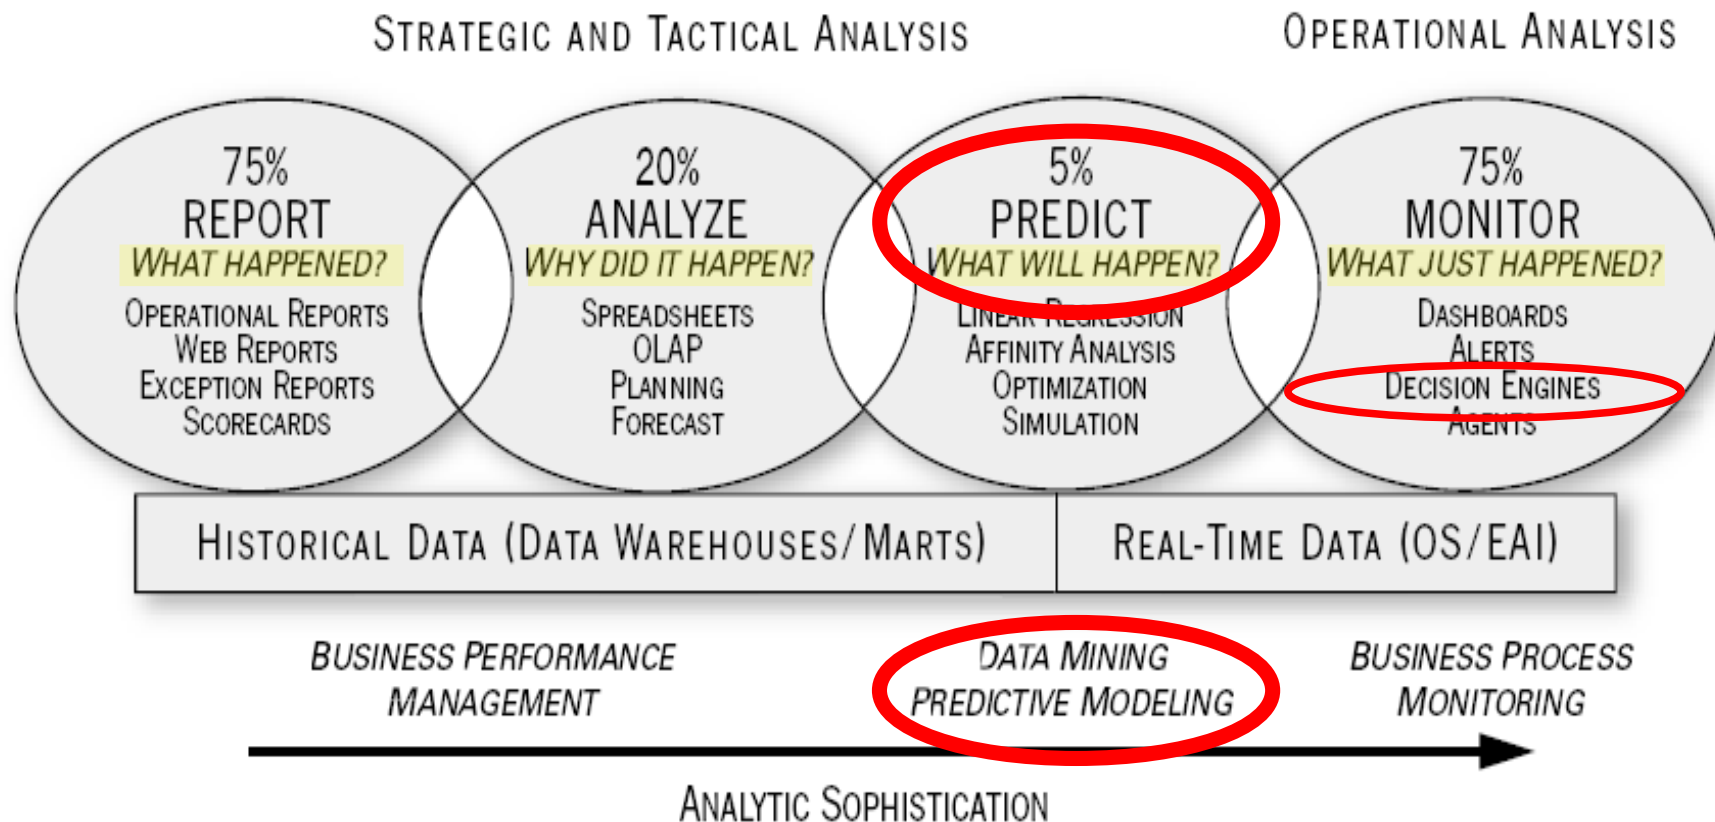 STRATEGIC AND TACTICAL ANALYSIS
OPERATIONAL ANALYSIS
75%
REPORT
WHAT HAPPENED?
OPERATIONAL REPORTS
WEB REPORTS
EXCEPTION REPORTS
SCORECARDS
20%
ANALYZE
WHY DID IT HAPPEN?
SPREADSHEETS
OLAP
PLANNING
FORECAST
5%
PREDICT
WHAT WILL HAPPEN?
LINEAR REGRESSION
AFFINITY ANALYSIS
OPTIMIZATION
SIMULATION
75%
MONITOR
WHAT JUST HAPPENED?
DASHBOARDS
ALERTS
DECISION ENGINES
AGENTS
HISTORICAL DATA (DATA WAREHOUSES/MARTS)
REAL-TIME DATA (OS/EAI)
BUSINESS PERFORMANCE
MANAGEMENT
DATA MINING
PREDICTIVE MODELING
BUSINESS PROCESS
MONITORING
ANALYTIC SOPHISTICATION